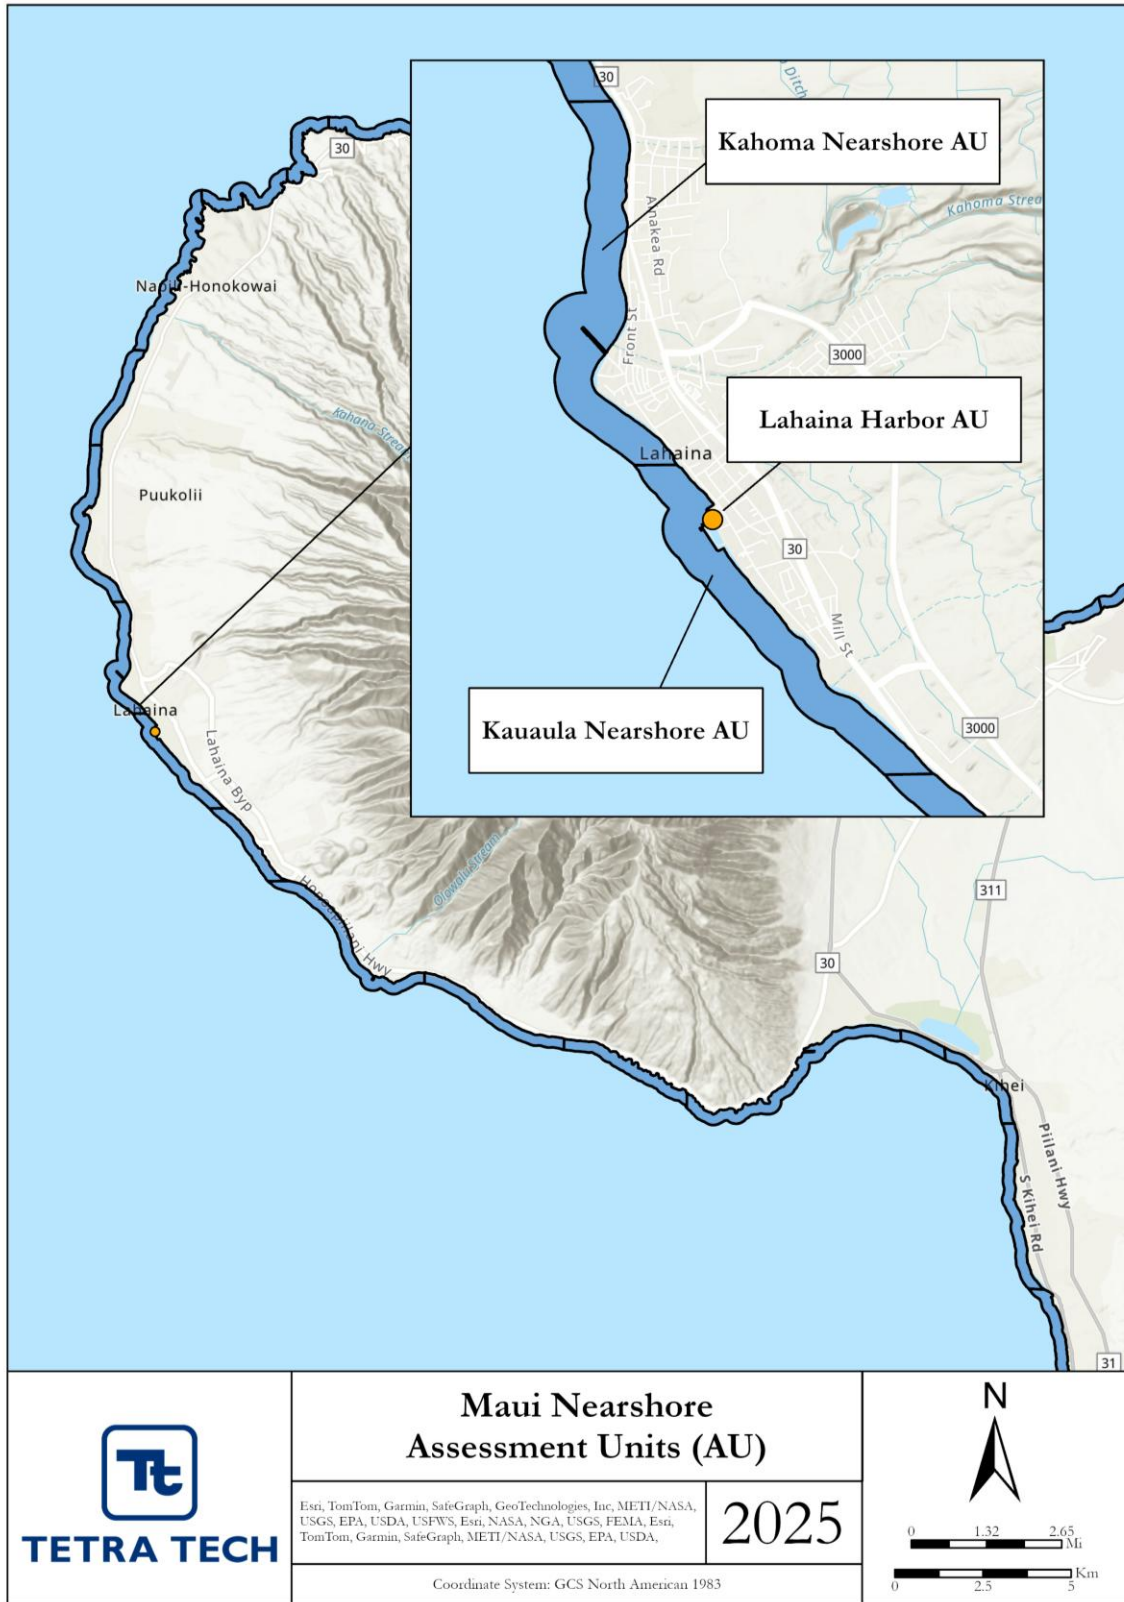 30
Napili-Honokowai
Kahana Stream
Puukolii
Lahaina
Lahaina Byp
Honoapiilani Hwy
Olowalu Stream
30
Ditch
Kahoma Nearshore AU
Kahoma Strea
Ainakea Rd
Front St
3000
Lahaina Harbor AU
Lahaina
30
Mill St
Kauaula Nearshore AU
3000
311
30
Kihei
Piilani Hwy
S Kihei Rd
31
Tt
TETRA TECH
Maui Nearshore
Assessment Units (AU)
Esri, TomTom, Garmin, SafeGraph, GeoTechnologies, Inc, METI/NASA,
USGS, EPA, USDA, USFWS, Esri, NASA, NGA, USGS, FEMA, Esri,
TomTom, Garmin, SafeGraph, METI/NASA, USGS, EPA, USDA,
2025
Coordinate System: GCS North American 1983
N
0 1.32 2.65
Mi
Km
0 2.5 5